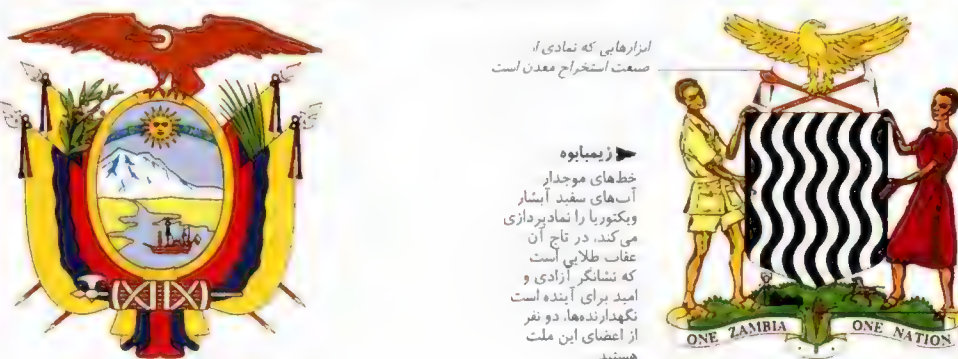 ابزارهایی که نمادی از
صنعت استخراج معدن است
زیمبابوه
خط‌های موجدار
آب‌های سفید آبشار
ویکتوریا را نمادپردازی
می‌کند، در تاج آن
عقاب طلایی است
که نشانگر آزادی و
امید برای آینده است
نگهدارنده‌ها، دو نفر
از اعضای این ملت
هستند
ONE ZAMBIA ONE NATION